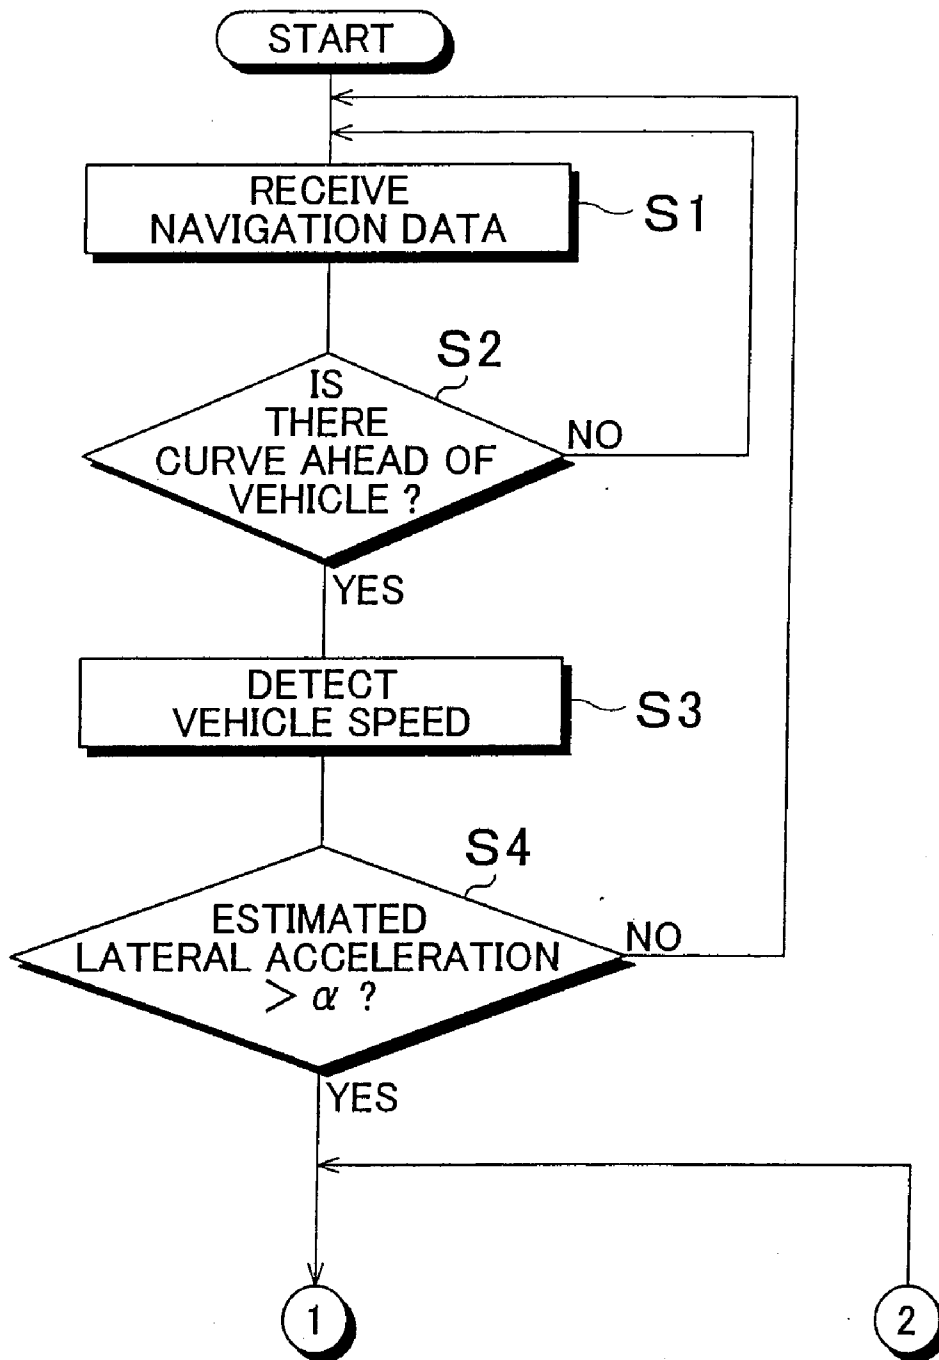 START
RECEIVE
NAVIGATION DATA
S1
S2
IS
THERE
CURVE AHEAD OF
VEHICLE ?
NO
YES
DETECT
VEHICLE SPEED
S3
S4
ESTIMATED
LATERAL ACCELERATION
> α ?
NO
YES
1
2